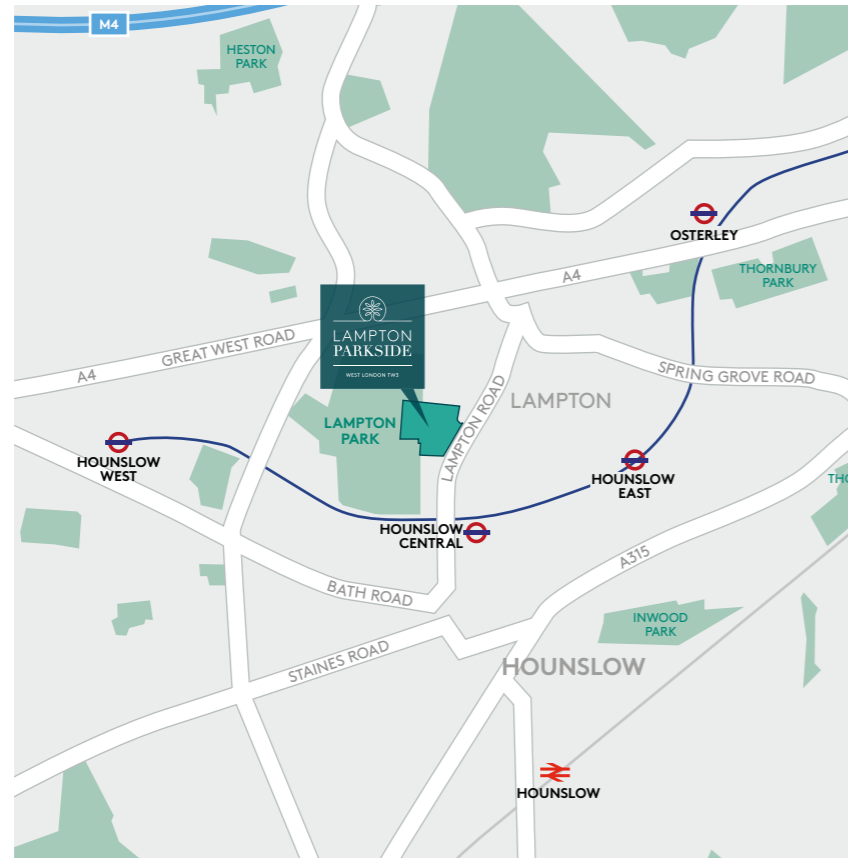 M4
HESTON
PARK
OSTERLEY
THORNBURY
PARK
A4
LAMPTON
PARKSIDE
WEST LONDON TW3
GREAT WEST ROAD
A4
SPRING GROVE ROAD
LAMPTON
LAMPTON ROAD
LAMPTON
PARK
HOUNSLOW
WEST
HOUNSLOW
EAST
THO
HOUNSLOW
CENTRAL
A315
BATH ROAD
INWOOD
PARK
STAINES ROAD
HOUNSLOW
HOUNSLOW